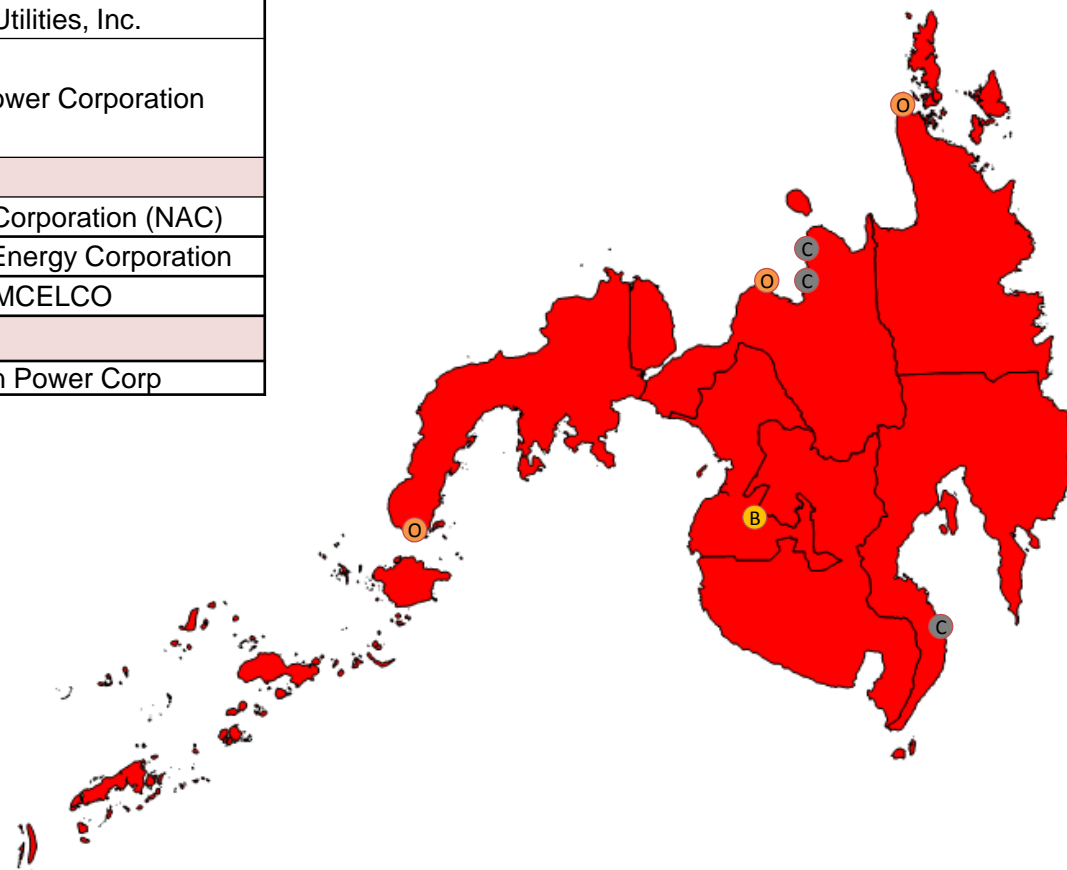 Utilities, Inc.
ower Corporation
Corporation (NAC)
Energy Corporation
MCELCO
n Power Corp
O
C
O
C
B
O
C